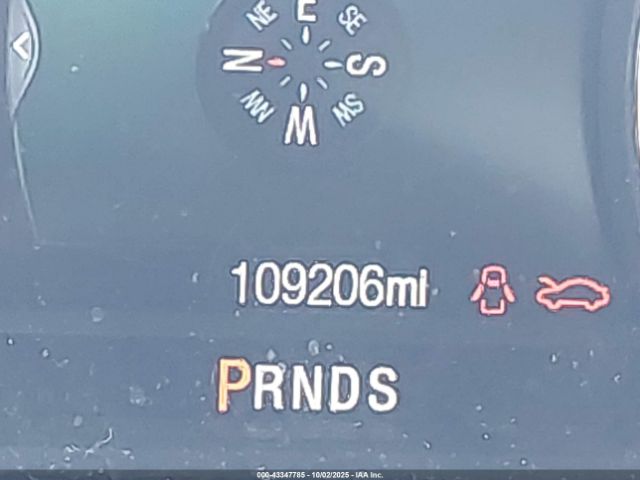 NE E SE
N S
NW W SW
109206mi
PRNDS
000-43347785 - 10/02/2025 - IAA Inc.